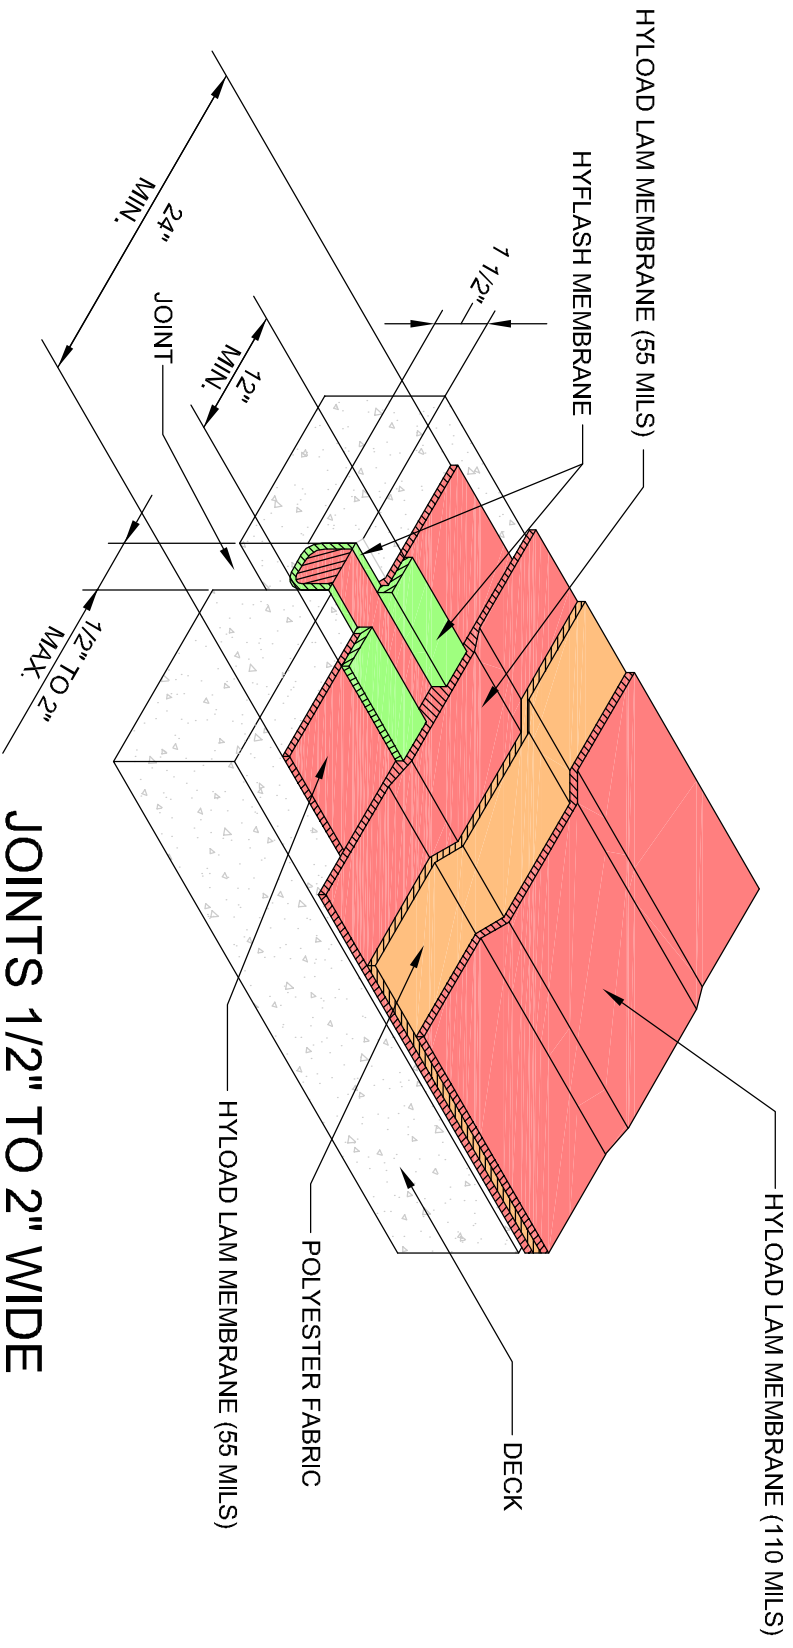 HYLOAD LAM MEMBRANE (110 MILS)
HYLOAD LAM MEMBRANE (55 MILS)
HYFLASH MEMBRANE
1 1/2"
DECK
12"
MIN.
24"
MIN.
JOINT
POLYESTER FABRIC
HYLOAD LAM MEMBRANE (55 MILS)
1/2" TO 2"
MAX.
JOINTS 1/2" TO 2" WIDE